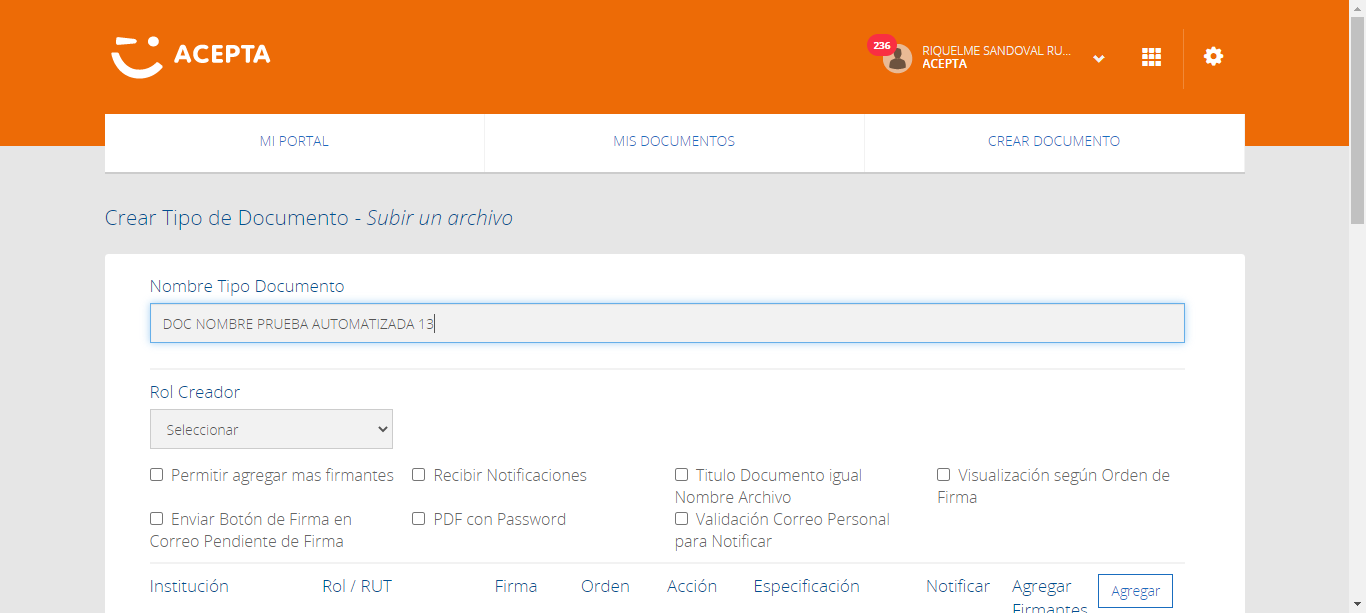 ACEPTA
236
RIQUELME SANDOVAL RU...
ACEPTA
MI PORTAL
MIS DOCUMENTOS
CREAR DOCUMENTO
Crear Tipo de Documento - Subir un archivo
Nombre Tipo Documento
DOC NOMBRE PRUEBA AUTOMATIZADA 13
Rol Creador
Seleccionar
Permitir agregar mas firmantes
Recibir Notificaciones
Titulo Documento igual
Nombre Archivo
Visualización según Orden de
Firma
Enviar Botón de Firma en
Correo Pendiente de Firma
PDF con Password
Validación Correo Personal
para Notificar
Institución
Rol / RUT
Firma
Orden
Acción
Especificación
Notificar
Agregar
Firmantes
Agregar